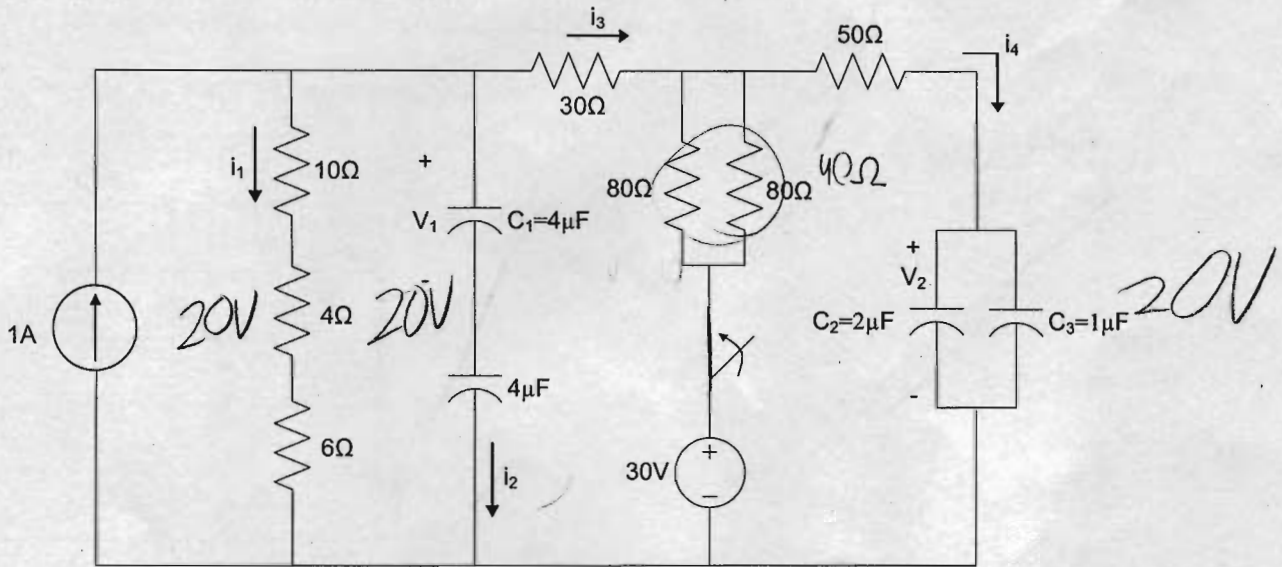 i₃
50Ω
i₄
30Ω
i₁
10Ω
+
80Ω
80Ω
40Ω
V₁
C₁=4μF
+
V₂
20V
4Ω
20V
-
1A
C₂=2μF
C₃=1μF
20V
4μF
-
6Ω
i₂
30V
+
−